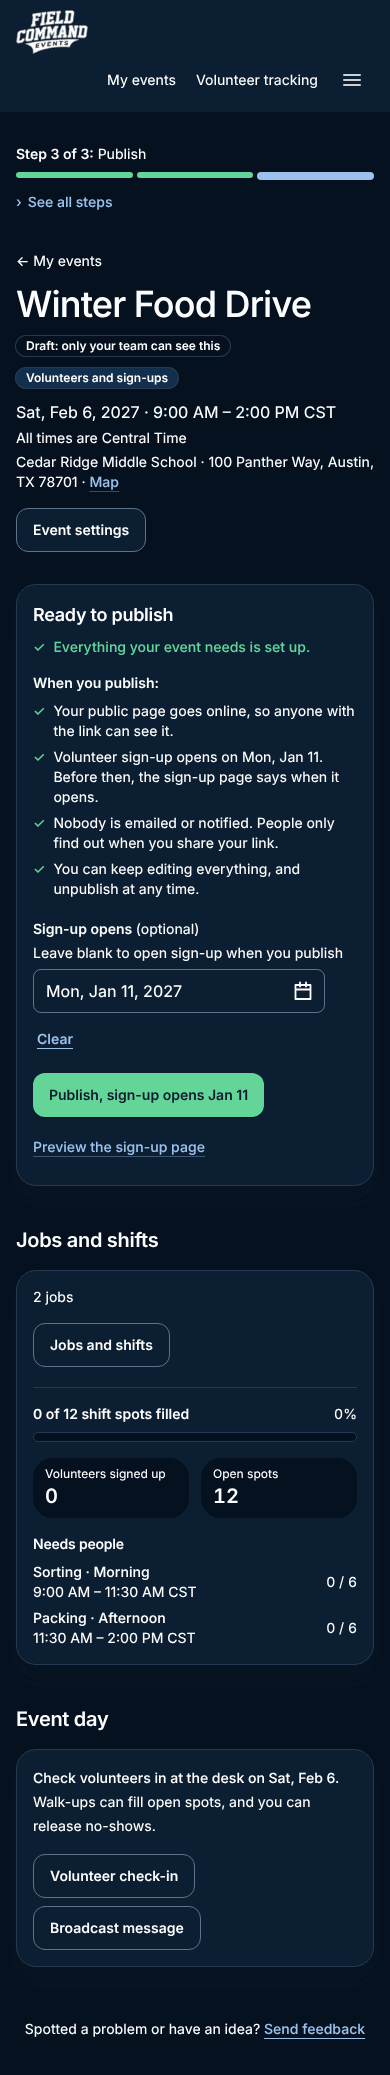 FIELD
COMMAND
EVENTS
My events Volunteer tracking
Step 3 of 3: Publish
› See all steps
← My events
Winter Food Drive
Draft: only your team can see this
Volunteers and sign-ups
Sat, Feb 6, 2027 · 9:00 AM – 2:00 PM CST
All times are Central Time
Cedar Ridge Middle School · 100 Panther Way, Austin,
TX 78701 · Map
Event settings
Ready to publish
✓ Everything your event needs is set up.
When you publish:
✓ Your public page goes online, so anyone with
the link can see it.
✓ Volunteer sign-up opens on Mon, Jan 11.
Before then, the sign-up page says when it
opens.
✓ Nobody is emailed or notified. People only
find out when you share your link.
✓ You can keep editing everything, and
unpublish at any time.
Sign-up opens (optional)
Leave blank to open sign-up when you publish
Mon, Jan 11, 2027
Clear
Publish, sign-up opens Jan 11
Preview the sign-up page
Jobs and shifts
2 jobs
Jobs and shifts
0 of 12 shift spots filled 0%
Volunteers signed up Open spots
0 12
Needs people
Sorting · Morning
9:00 AM – 11:30 AM CST 0 / 6
Packing · Afternoon
11:30 AM – 2:00 PM CST 0 / 6
Event day
Check volunteers in at the desk on Sat, Feb 6.
Walk-ups can fill open spots, and you can
release no-shows.
Volunteer check-in
Broadcast message
Spotted a problem or have an idea? Send feedback